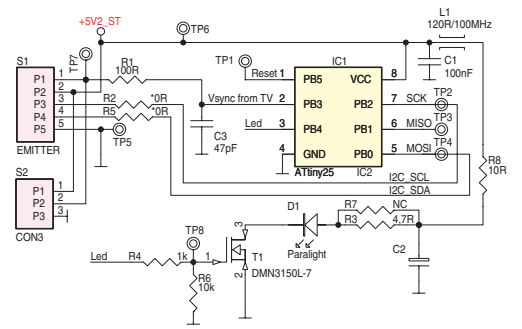 +5V2_ST
L1
120R/100MHz
TP6
TP7
S1
P1 1
P2 2
P3 3
P4 4
P5 5
EMITTER
R1
100R
R2 *0R
R5 *0R
TP5
TP1
Reset 1
Vsync from TV 2
Led 3
4
IC1
PB5 VCC
PB3 PB2
PB4 PB1
GND PB0
ATtiny25
IC2
8
7 SCK TP2
6 MISO TP3
5 MOSI TP4
C1
100nF
C3
47pF
I2C_SCL
I2C_SDA
R8
10R
S2
P1 1
P2 2
P3 3
CON3
D1
Paralight
R7 NC
R3 4,7R
C2
TP8
Led R4 1k
R6
10k
1
2
3
T1
DMN3150L-7